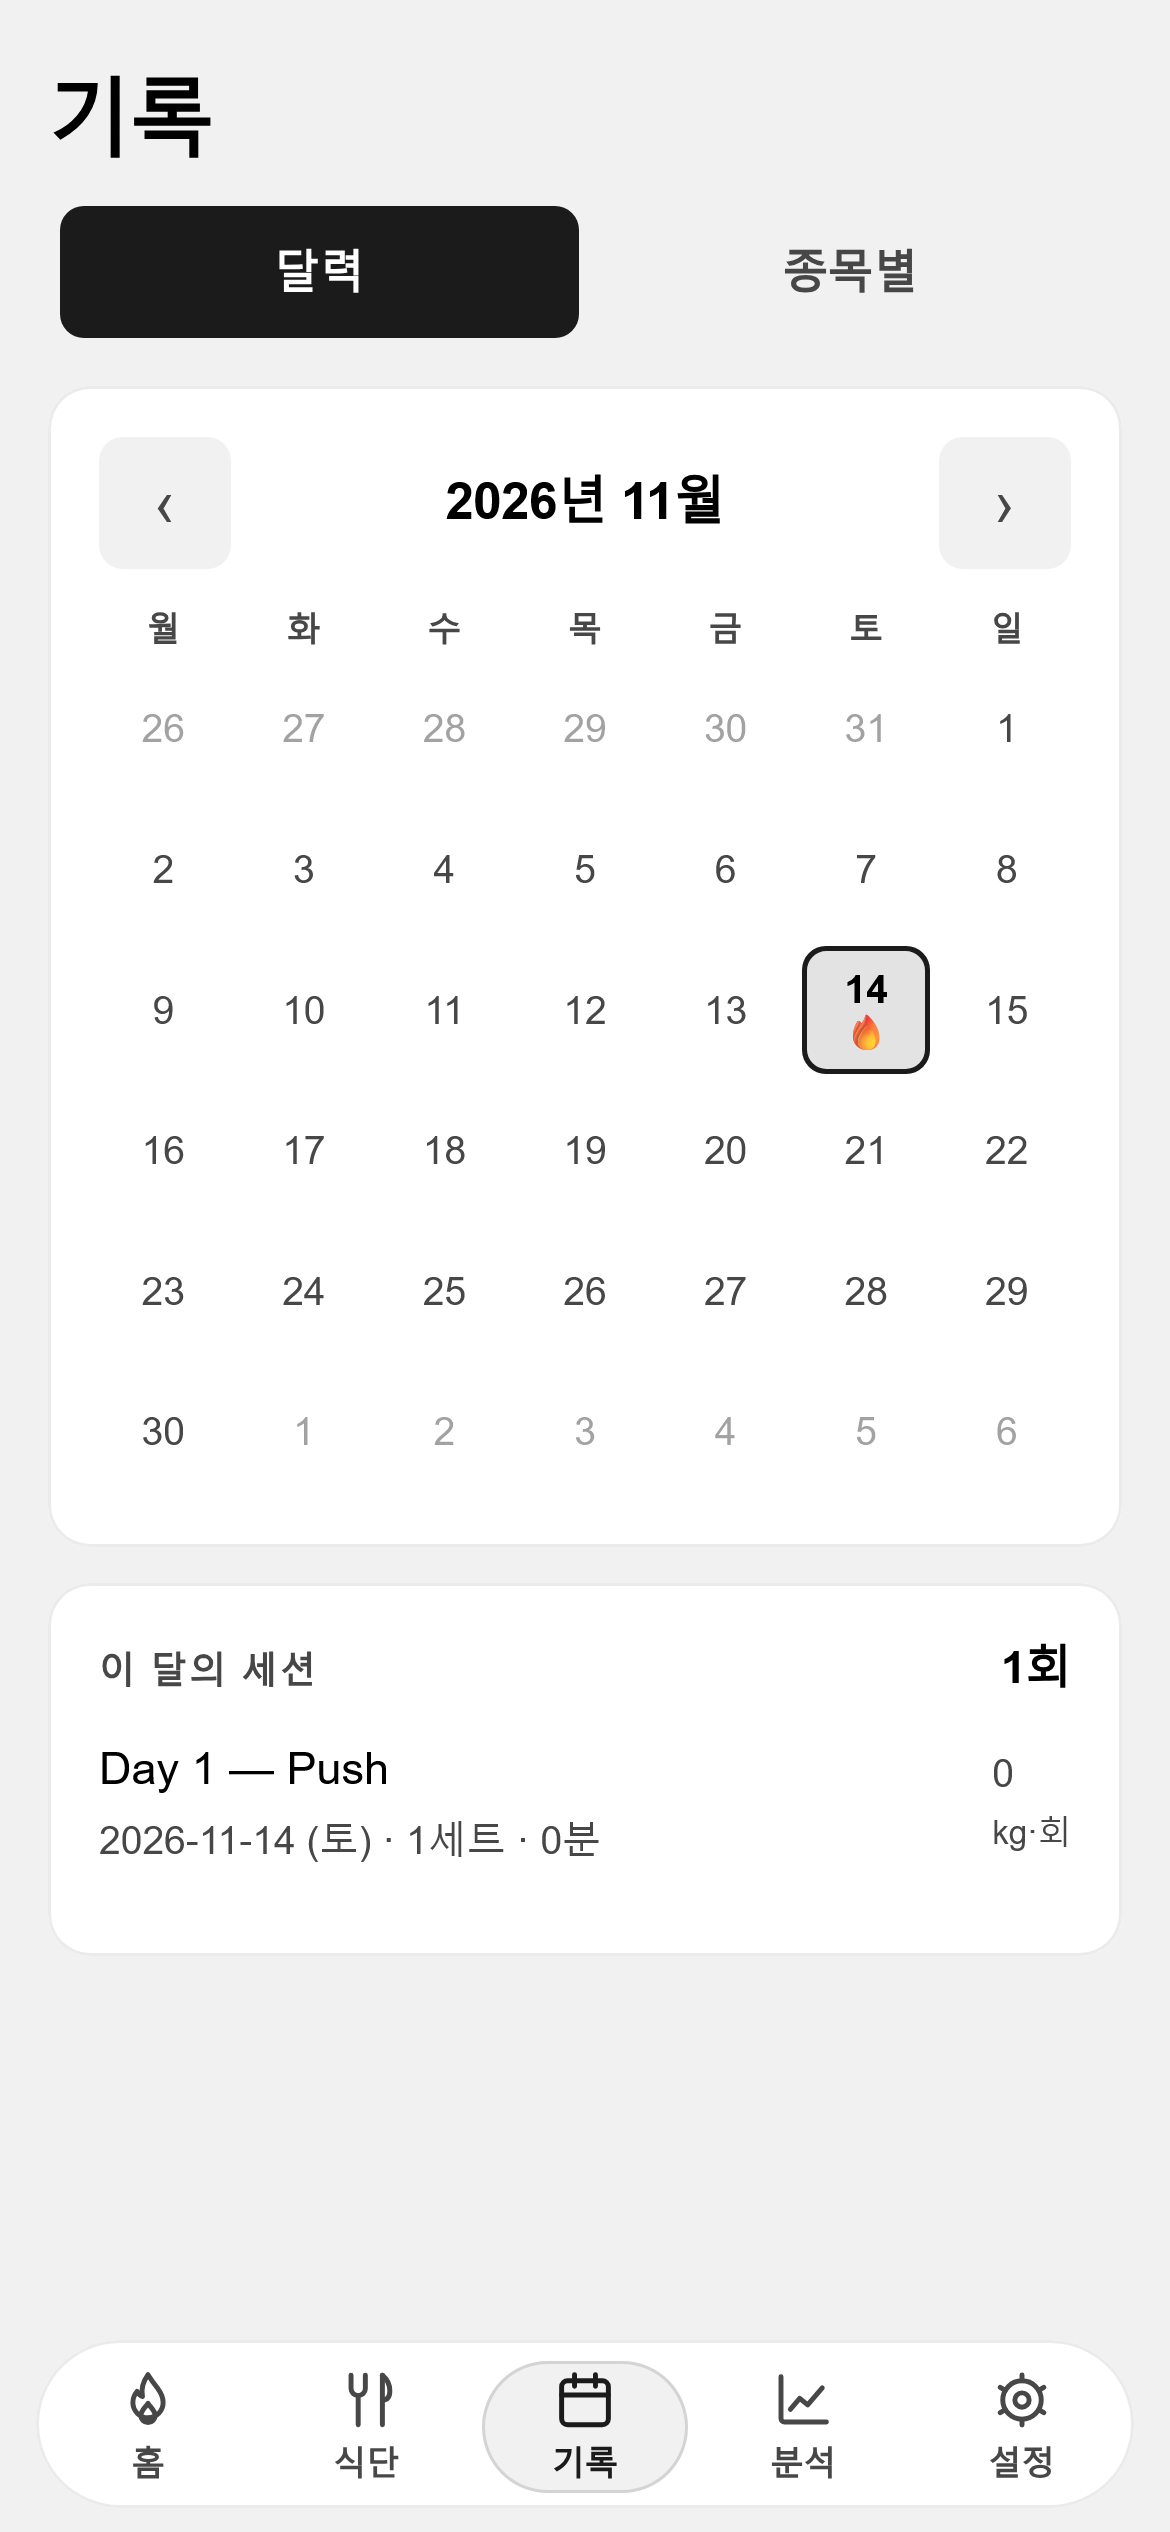 기록
달력 종목별
‹ 2026년 11월 ›
월 화 수 목 금 토 일
26 27 28 29 30 31 1
2 3 4 5 6 7 8
9 10 11 12 13 14 15
16 17 18 19 20 21 22
23 24 25 26 27 28 29
30 1 2 3 4 5 6
이 달의 세션 1회
Day 1 — Push 0
2026-11-14 (토) · 1세트 · 0분 kg·회
홈 식단 기록 분석 설정